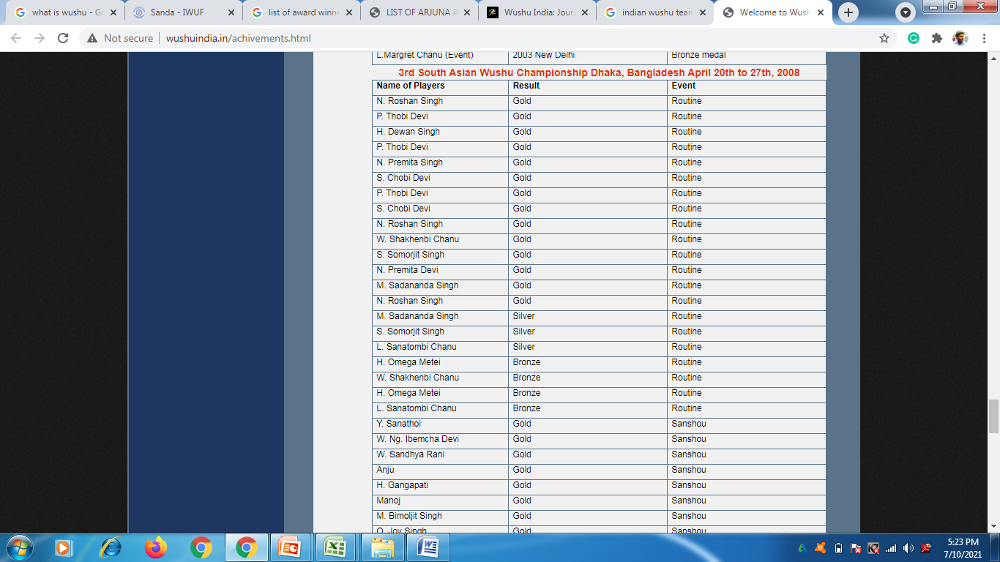 what is wushu - Go
Sanda - IWUF
list of award winne
LIST OF ARJUNA A
Wushu India: Jour
indian wushu team
Welcome to Wush
Not secure | wushuindia.in/achivements.html
L.Margret Chanu (Event) 2003 New Delhi Bronze medal
3rd South Asian Wushu Championship Dhaka, Bangladesh April 20th to 27th, 2008
Name of Players Result Event
N. Roshan Singh Gold Routine
P. Thobi Devi Gold Routine
H. Dewan Singh Gold Routine
P. Thobi Devi Gold Routine
N. Premita Singh Gold Routine
S. Chobi Devi Gold Routine
P. Thobi Devi Gold Routine
S. Chobi Devi Gold Routine
N. Roshan Singh Gold Routine
W. Shakhenbi Chanu Gold Routine
S. Somorjit Singh Gold Routine
N. Premita Devi Gold Routine
M. Sadananda Singh Gold Routine
N. Roshan Singh Gold Routine
M. Sadananda Singh Silver Routine
S. Somorjit Singh Silver Routine
L. Sanatombi Chanu Silver Routine
H. Omega Metei Bronze Routine
W. Shakhenbi Chanu Bronze Routine
H. Omega Metei Bronze Routine
L. Sanatombi Chanu Bronze Routine
Y. Sanathoi Gold Sanshou
W. Ng. Ibemcha Devi Gold Sanshou
W. Sandhya Rani Gold Sanshou
Anju Gold Sanshou
H. Gangapati Gold Sanshou
Manoj Gold Sanshou
M. Bimoljit Singh Gold Sanshou
O. Joy Singh Gold Sanshou
5:23 PM
7/10/2021